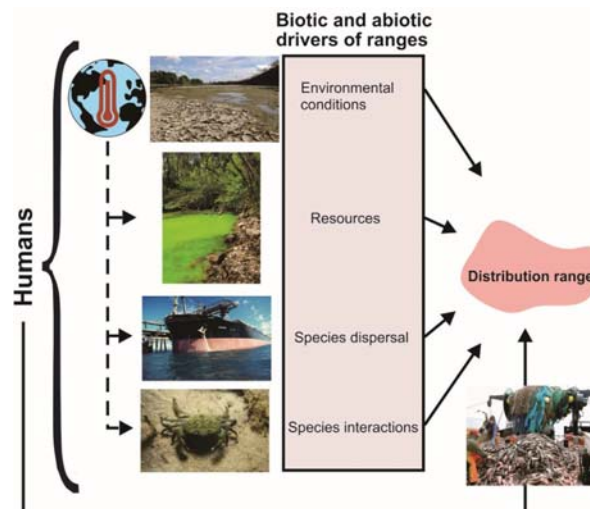 Biotic and abiotic
drivers of ranges
Environmental
conditions
Resources
Species dispersal
Species interactions
Humans
Distribution range